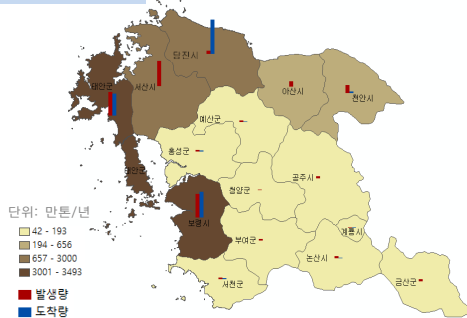 당진시
태안군
서산시
아산시
천안시
예산군
홍성군
태안군
공주시
청양군
보령시
계룡시
부여군
논산시
서천군
금산군
단위: 만톤/년
42 - 193
194 - 656
657 - 3000
3001 - 3493
발생량
도착량